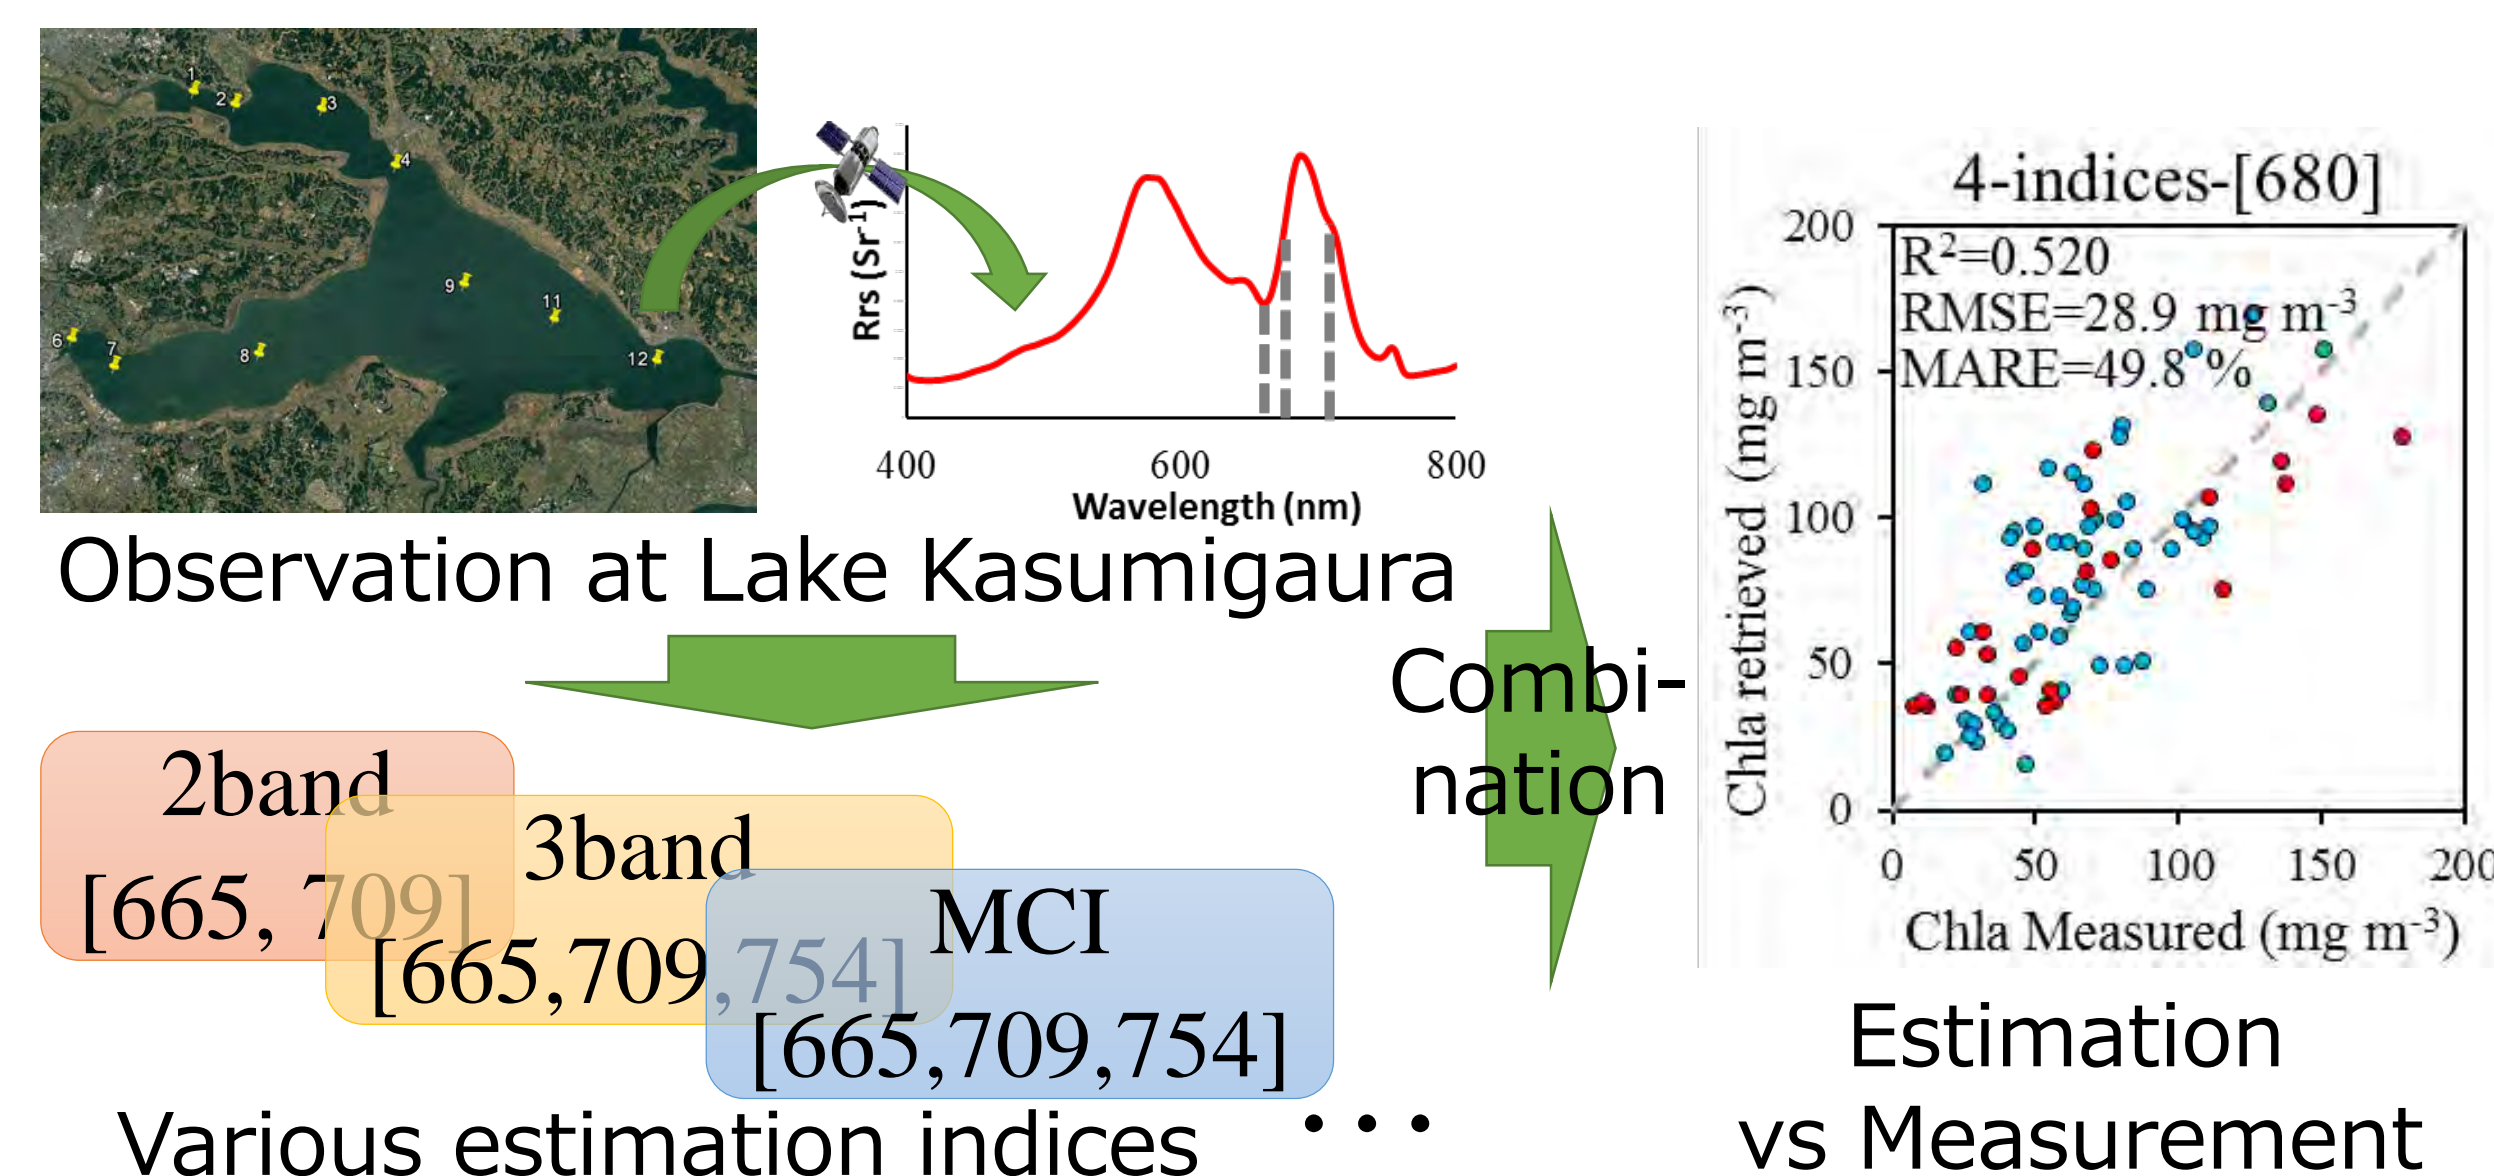 1
2
3
4
6
7
8
9
11
12
Rrs (Sr⁻¹)
400 600 800
Wavelength (nm)
Observation at Lake Kasumigaura
2band
[665, 709]
3band
[665,709,754]
MCI
[665,709,754]
Various estimation indices
• • •
Combi-
nation
4-indices-[680]
R²=0.520
RMSE=28.9 mg m⁻³
MARE=49.8 %
200
150
100
50
0
Chla retrieved (mg m⁻³)
0 50 100 150 200
Chla Measured (mg m⁻³)
Estimation
vs Measurement